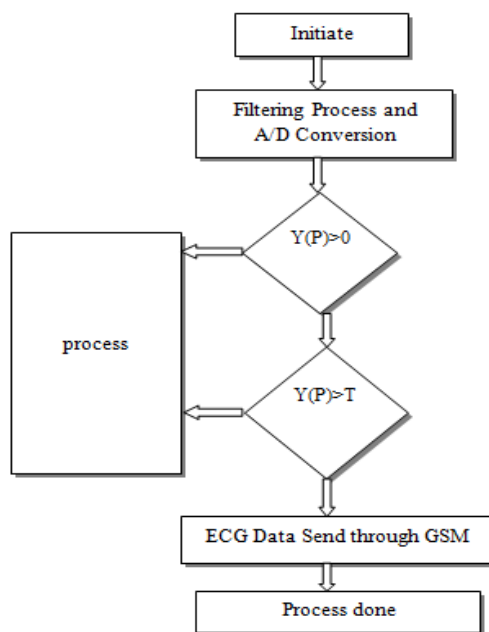 Initiate
Filtering Process and
A/D Conversion
Y(P)>0
process
Y(P)>T
ECG Data Send through GSM
Process done